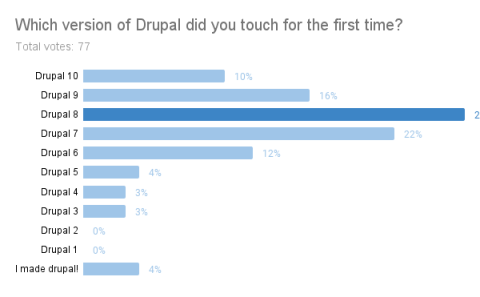 Which version of Drupal did you touch for the first time?
Total votes: 77
Drupal 10 10%
Drupal 9 16%
Drupal 8 2
Drupal 7 22%
Drupal 6 12%
Drupal 5 4%
Drupal 4 3%
Drupal 3 3%
Drupal 2 0%
Drupal 1 0%
I made drupal! 4%